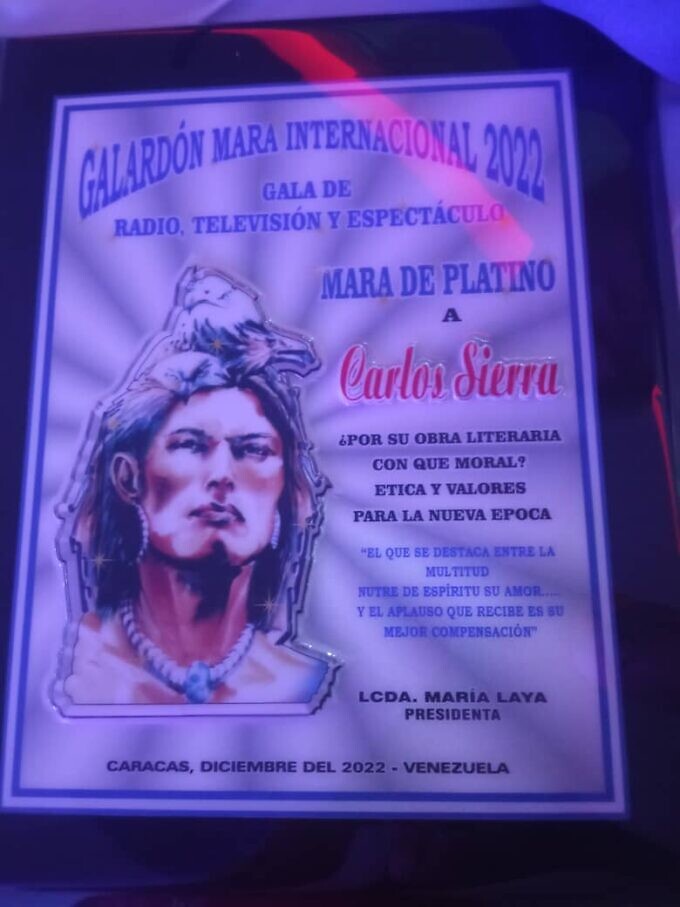 GALARDÓN MARA INTERNACIONAL 2022
GALA DE
RADIO, TELEVISIÓN Y ESPECTÁCULO
MARA DE PLATINO
A
Carlos Sierra
¿POR SU OBRA LITERARIA
CON QUE MORAL?
ETICA Y VALORES
PARA LA NUEVA EPOCA
"EL QUE SE DESTACA ENTRE LA
MULTITUD
NUTRE DE ESPÍRITU SU AMOR....
Y EL APLAUSO QUE RECIBE ES SU
MEJOR COMPENSACIÓN"
LCDA. MARÍA LAYA
PRESIDENTA
CARACAS, DICIEMBRE DEL 2022 - VENEZUELA